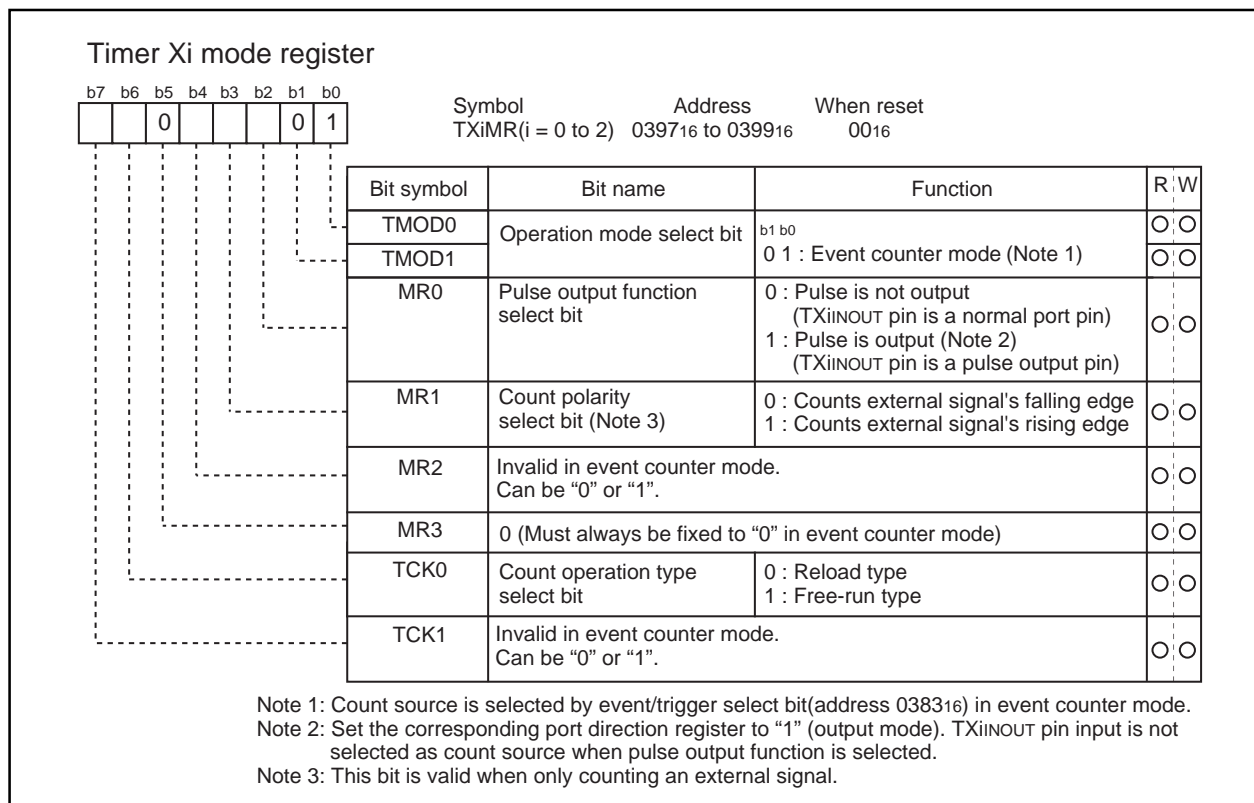 Timer Xi mode register
b7 b6 b5 b4 b3 b2 b1 b0
0 0 1
Symbol Address When reset
TXiMR(i = 0 to 2) 039716 to 039916 0016
Bit symbol Bit name Function R W
TMOD0 Operation mode select bit b1 b0
TMOD1 0 1 : Event counter mode (Note 1)
MR0 Pulse output function 0 : Pulse is not output
select bit (TXiINOUT pin is a normal port pin)
1 : Pulse is output (Note 2)
(TXiINOUT pin is a pulse output pin)
MR1 Count polarity 0 : Counts external signal's falling edge
select bit (Note 3) 1 : Counts external signal's rising edge
MR2 Invalid in event counter mode.
Can be “0” or “1”.
MR3 0 (Must always be fixed to “0” in event counter mode)
TCK0 Count operation type 0 : Reload type
select bit 1 : Free-run type
TCK1 Invalid in event counter mode.
Can be “0” or “1”.
Note 1: Count source is selected by event/trigger select bit(address 038316) in event counter mode.
Note 2: Set the corresponding port direction register to “1” (output mode). TXiINOUT pin input is not
selected as count source when pulse output function is selected.
Note 3: This bit is valid when only counting an external signal.